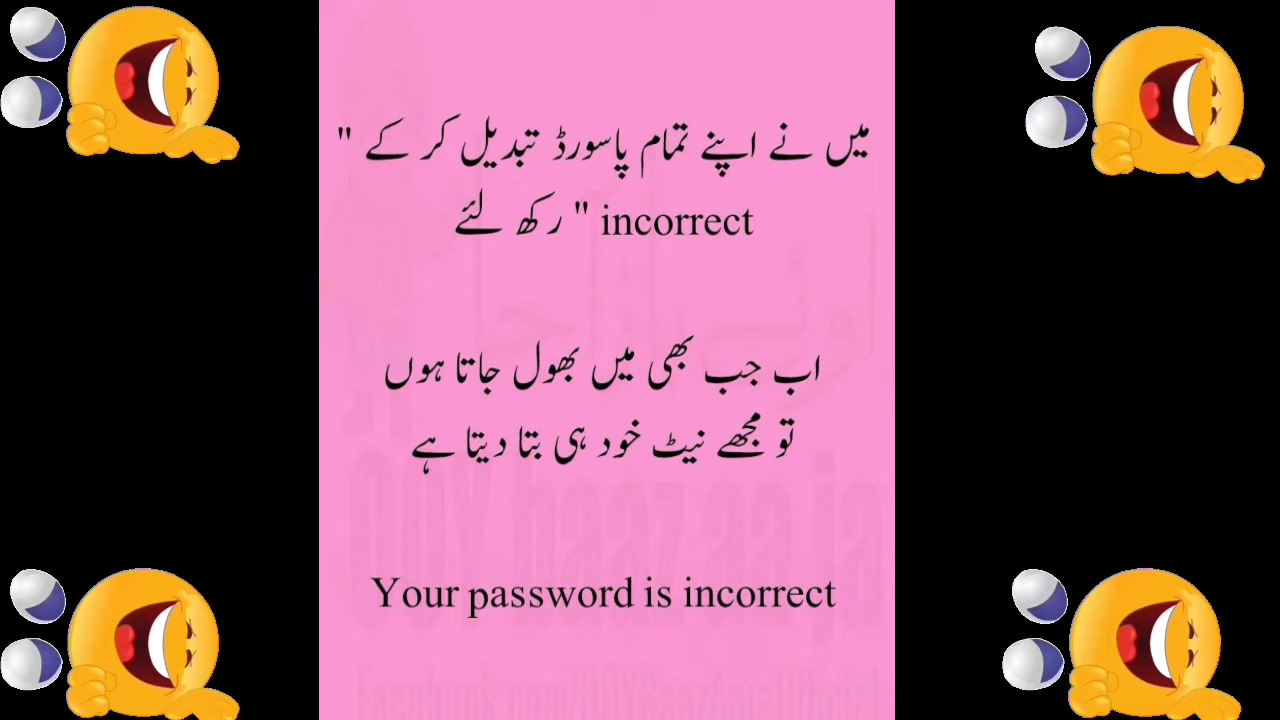 میں نے اپنے تمام پاسورڈ تبدیل کر کے "
incorrect " رکھ لئے
اب جب بھی میں بھول جاتا ہوں
تو مجھے نیٹ خود ہی بتا دیتا ہے
Your password is incorrect